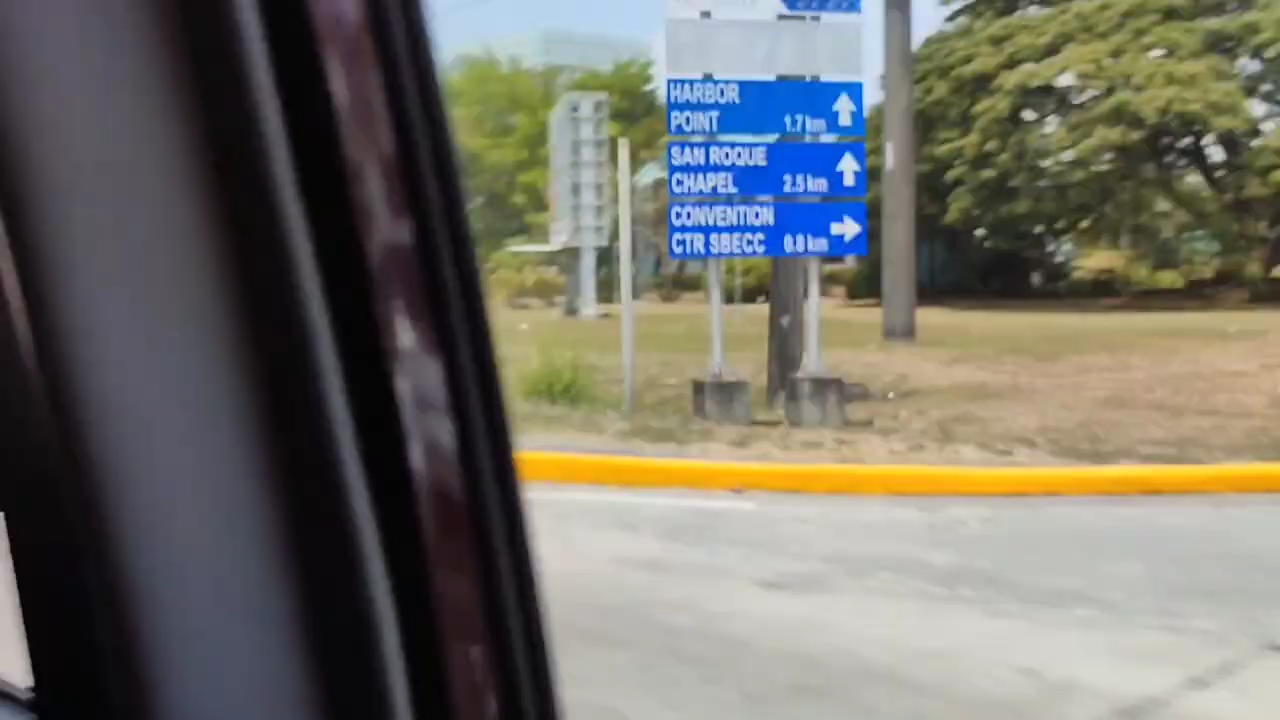 HARBOR
POINT 1.7 km
SAN ROQUE
CHAPEL 2.5 km
CONVENTION
CTR SBECC 0.8 km